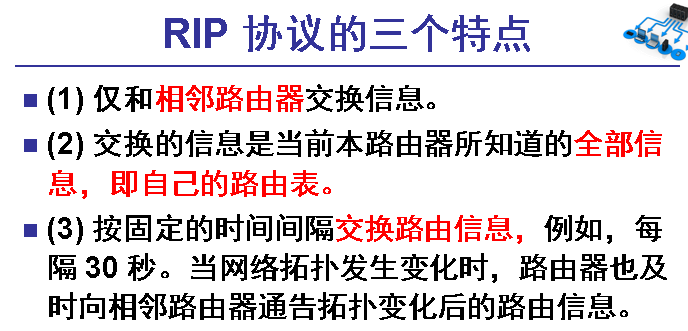 RIP 协议的三个特点
(1) 仅和相邻路由器交换信息。
(2) 交换的信息是当前本路由器所知道的全部信
息，即自己的路由表。
(3) 按固定的时间间隔交换路由信息，例如，每
隔 30 秒。当网络拓扑发生变化时，路由器也及
时向相邻路由器通告拓扑变化后的路由信息。